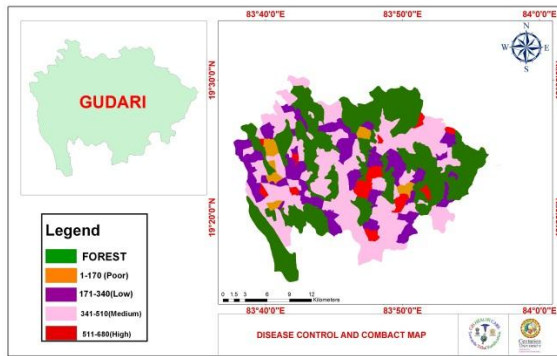 83°40'0"E
83°50'0"E
84°0'0"E
N
W
E
S
GUDARI
19°30'0"N
19°20'0"N
Legend
FOREST
1-170 (Poor)
171-340(Low)
341-510(Medium)
511-680(High)
0 1.5 3 6 9 12
Kilometers
83°40'0"E
83°50'0"E
84°0'0"E
DISEASE CONTROL AND COMBACT MAP